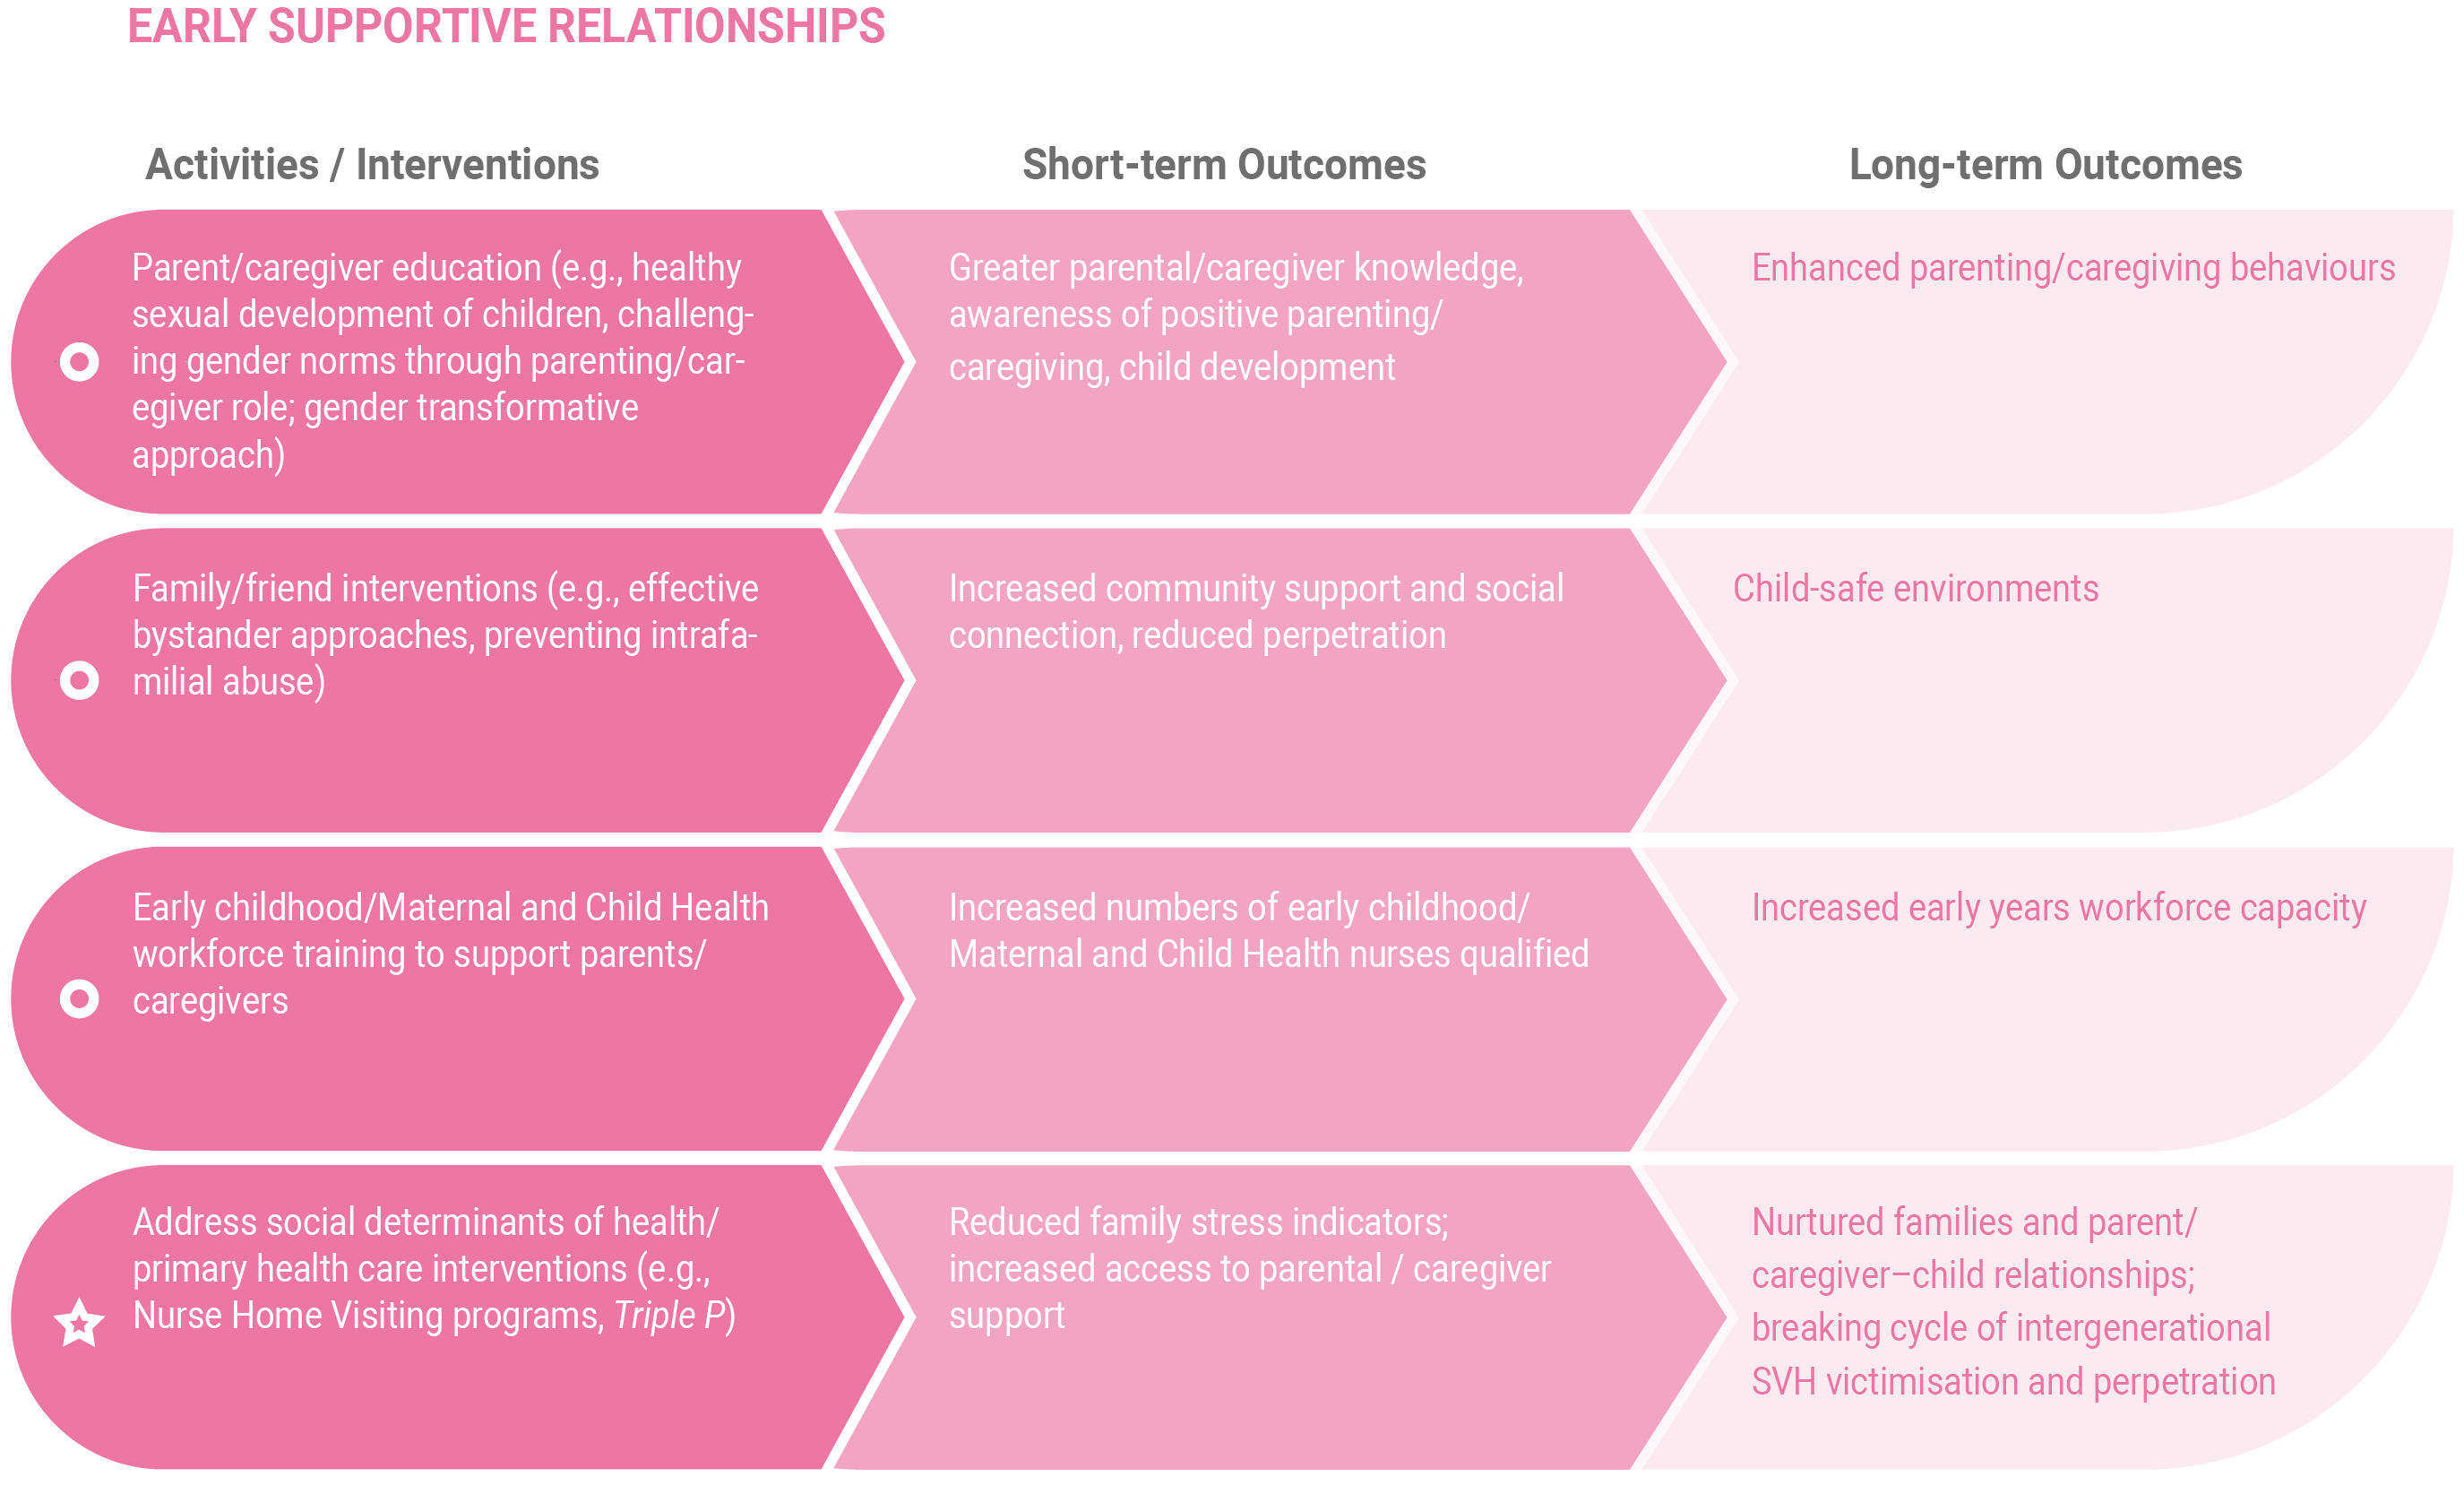 EARLY SUPPORTIVE RELATIONSHIPS
Activities / Interventions
Short-term Outcomes
Long-term Outcomes
Parent/caregiver education (e.g., healthy
sexual development of children, challeng-
ing gender norms through parenting/car-
egiver role; gender transformative
approach)
Greater parental/caregiver knowledge,
awareness of positive parenting/
caregiving, child development
Enhanced parenting/caregiving behaviours
Family/friend interventions (e.g., effective
bystander approaches, preventing intrafa-
milial abuse)
Increased community support and social
connection, reduced perpetration
Child-safe environments
Early childhood/Maternal and Child Health
workforce training to support parents/
caregivers
Increased numbers of early childhood/
Maternal and Child Health nurses qualified
Increased early years workforce capacity
Address social determinants of health/
primary health care interventions (e.g.,
Nurse Home Visiting programs, Triple P)
Reduced family stress indicators;
increased access to parental / caregiver
support
Nurtured families and parent/
caregiver–child relationships;
breaking cycle of intergenerational
SVH victimisation and perpetration